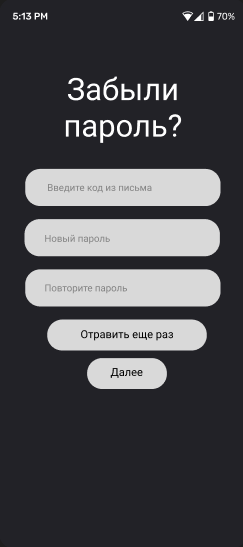 5:13 PM 70%
Забыли
пароль?
Введите код из письма
Новый пароль
Повторите пароль
Отравить еще раз
Далее